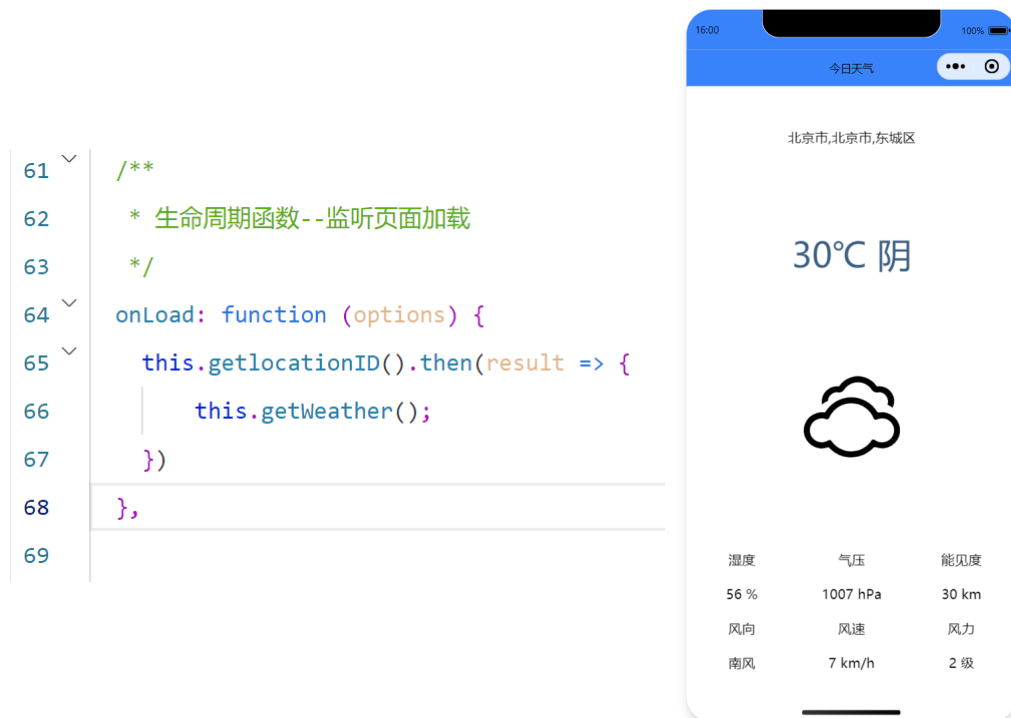 61 /**
62 * 生命周期函数--监听页面加载
63 */
64 onLoad: function (options) {
65 this.getlocationID().then(result => {
66 this.getWeather();
67 })
68 },
69
16:00 100%
今日天气
北京市,北京市,东城区
30℃ 阴
湿度 气压 能见度
56 % 1007 hPa 30 km
风向 风速 风力
南风 7 km/h 2 级